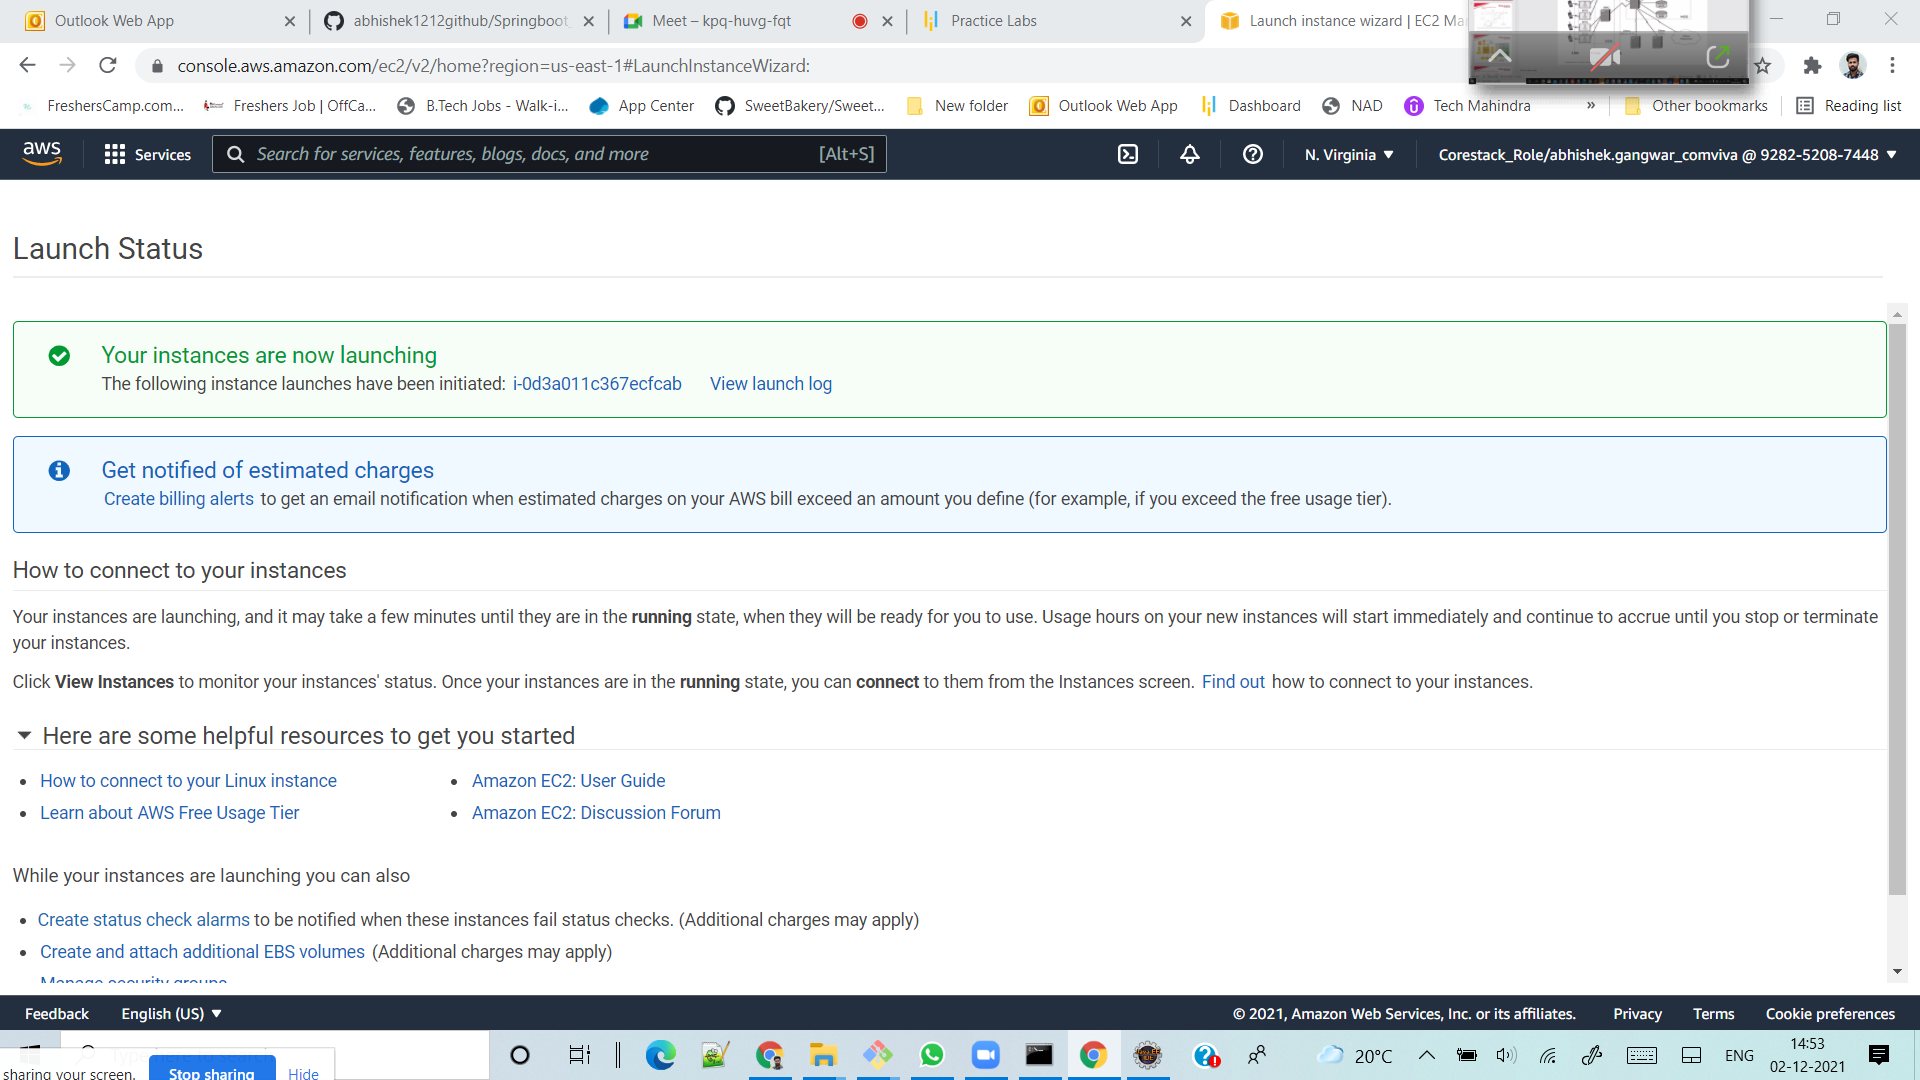 Outlook Web App
abhishek1212github/Springboot
Meet – kpq-huvg-fqt
Practice Labs
Launch instance wizard | EC2 Ma
console.aws.amazon.com/ec2/v2/home?region=us-east-1#LaunchInstanceWizard:
FreshersCamp.com...
Freshers Job | OffCa...
B.Tech Jobs - Walk-i...
App Center
SweetBakery/Sweet...
New folder
Outlook Web App
Dashboard
NAD
Tech Mahindra
»
Other bookmarks
Reading list
aws
Services
Search for services, features, blogs, docs, and more [Alt+S]
N. Virginia
Corestack_Role/abhishek.gangwar_comviva @ 9282-5208-7448
Launch Status
Your instances are now launching
The following instance launches have been initiated: i-0d3a011c367ecfcab View launch log
Get notified of estimated charges
Create billing alerts to get an email notification when estimated charges on your AWS bill exceed an amount you define (for example, if you exceed the free usage tier).
How to connect to your instances
Your instances are launching, and it may take a few minutes until they are in the running state, when they will be ready for you to use. Usage hours on your new instances will start immediately and continue to accrue until you stop or terminate
your instances.
Click View Instances to monitor your instances' status. Once your instances are in the running state, you can connect to them from the Instances screen. Find out how to connect to your instances.
Here are some helpful resources to get you started
• How to connect to your Linux instance
• Amazon EC2: User Guide
• Learn about AWS Free Usage Tier
• Amazon EC2: Discussion Forum
While your instances are launching you can also
• Create status check alarms to be notified when these instances fail status checks. (Additional charges may apply)
• Create and attach additional EBS volumes (Additional charges may apply)
Manage security groups
Feedback
English (US)
© 2021, Amazon Web Services, Inc. or its affiliates.
Privacy
Terms
Cookie preferences
Type here to search
sharing your screen.
Stop sharing
Hide
20°C
ENG
14:53
02-12-2021